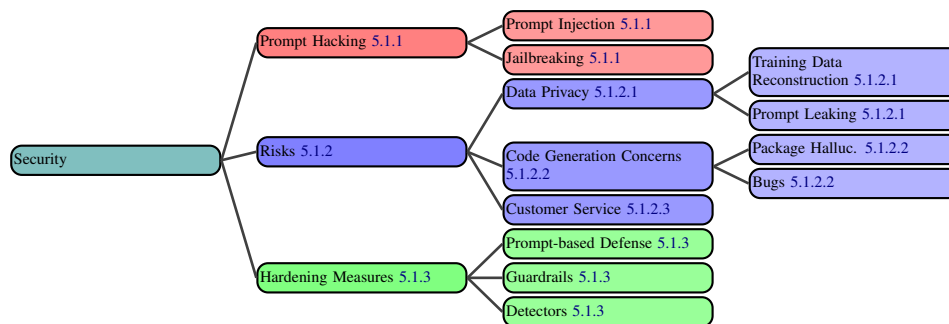 Security
Prompt Hacking 5.1.1
Prompt Injection 5.1.1
Jailbreaking 5.1.1
Risks 5.1.2
Data Privacy 5.1.2.1
Training Data
Reconstruction 5.1.2.1
Prompt Leaking 5.1.2.1
Code Generation Concerns
5.1.2.2
Package Halluc. 5.1.2.2
Bugs 5.1.2.2
Customer Service 5.1.2.3
Hardening Measures 5.1.3
Prompt-based Defense 5.1.3
Guardrails 5.1.3
Detectors 5.1.3